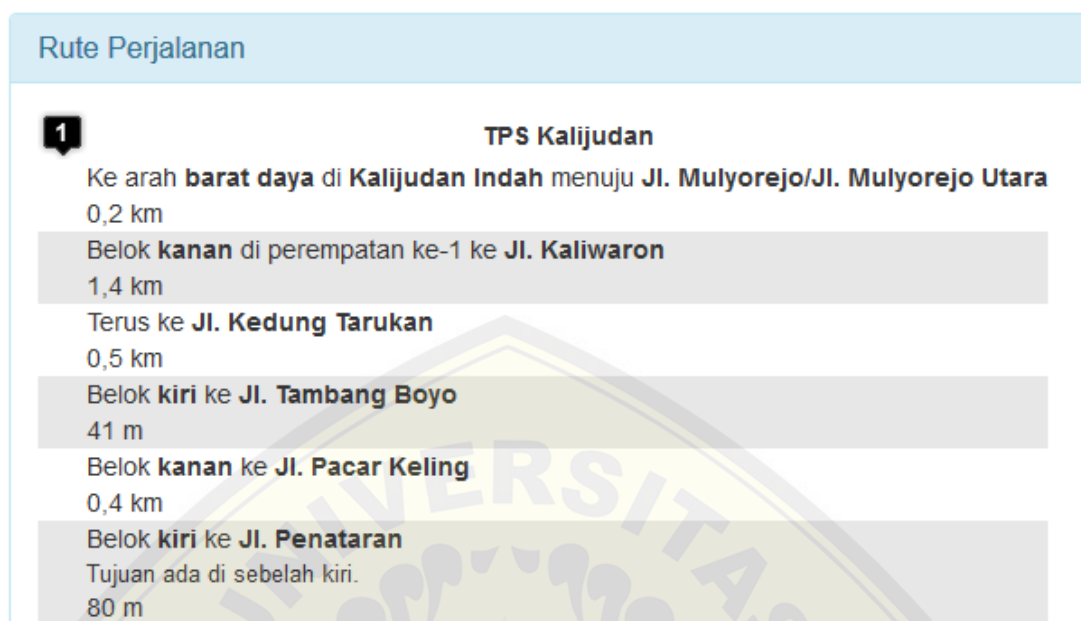 Rute Perjalanan
1
TPS Kalijudan
Ke arah barat daya di Kalijudan Indah menuju Jl. Mulyorejo/Jl. Mulyorejo Utara
0,2 km
Belok kanan di perempatan ke-1 ke Jl. Kaliwaron
1,4 km
Terus ke Jl. Kedung Tarukan
0,5 km
Belok kiri ke Jl. Tambang Boyo
41 m
Belok kanan ke Jl. Pacar Keling
0,4 km
Belok kiri ke Jl. Penataran
Tujuan ada di sebelah kiri.
80 m
UNIVERSITAS